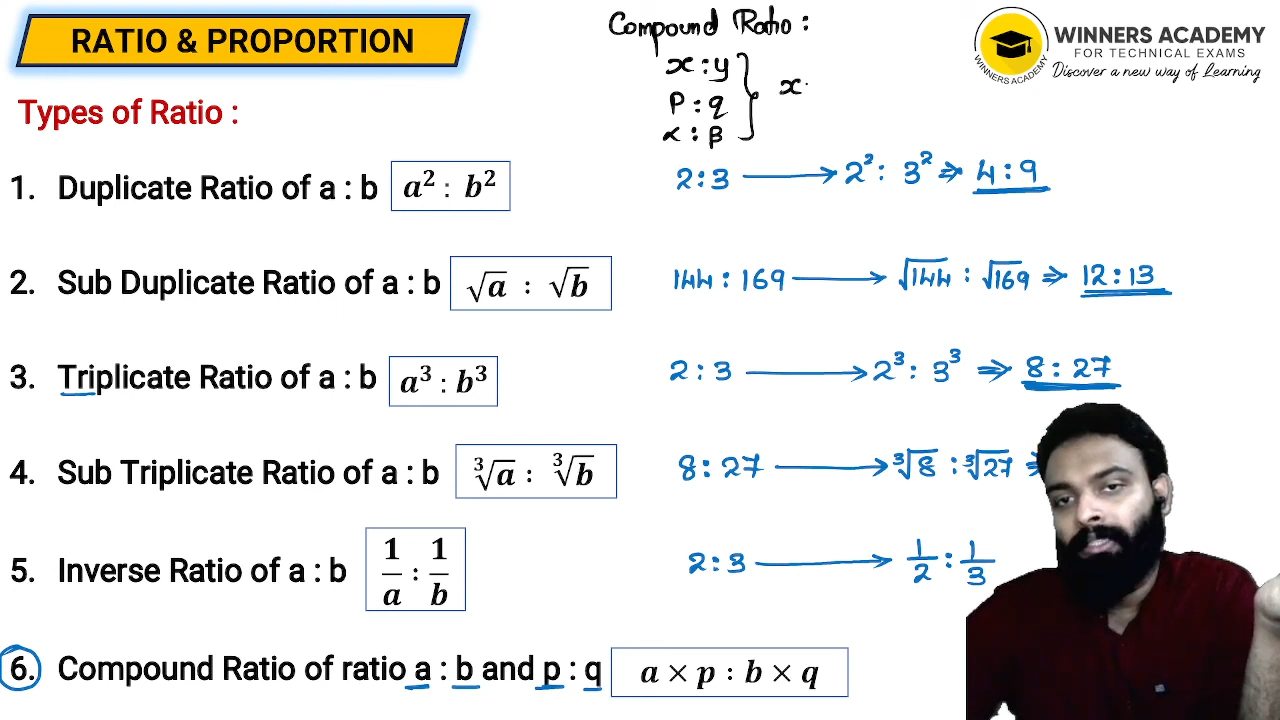 RATIO & PROPORTION
Compound Ratio :
WINNERS ACADEMY
FOR TECHNICAL EXAMS
Discover a new way of Learning
WINNERS ACADEMY
x : y
p : q
α : β
x
Types of Ratio :
1. Duplicate Ratio of a : b a² : b²
2 : 3 → 2² : 3² ⇒ 4 : 9
2. Sub Duplicate Ratio of a : b √a : √b
144 : 169 → √144 : √169 ⇒ 12 : 13
3. Triplicate Ratio of a : b a³ : b³
2 : 3 → 2³ : 3³ ⇒ 8 : 27
4. Sub Triplicate Ratio of a : b ∛a : ∛b
8 : 27 → ∛8 : ∛27 ⇒
5. Inverse Ratio of a : b 1/a : 1/b
2 : 3 → 1/2 : 1/3
6. Compound Ratio of ratio a : b and p : q a × p : b × q